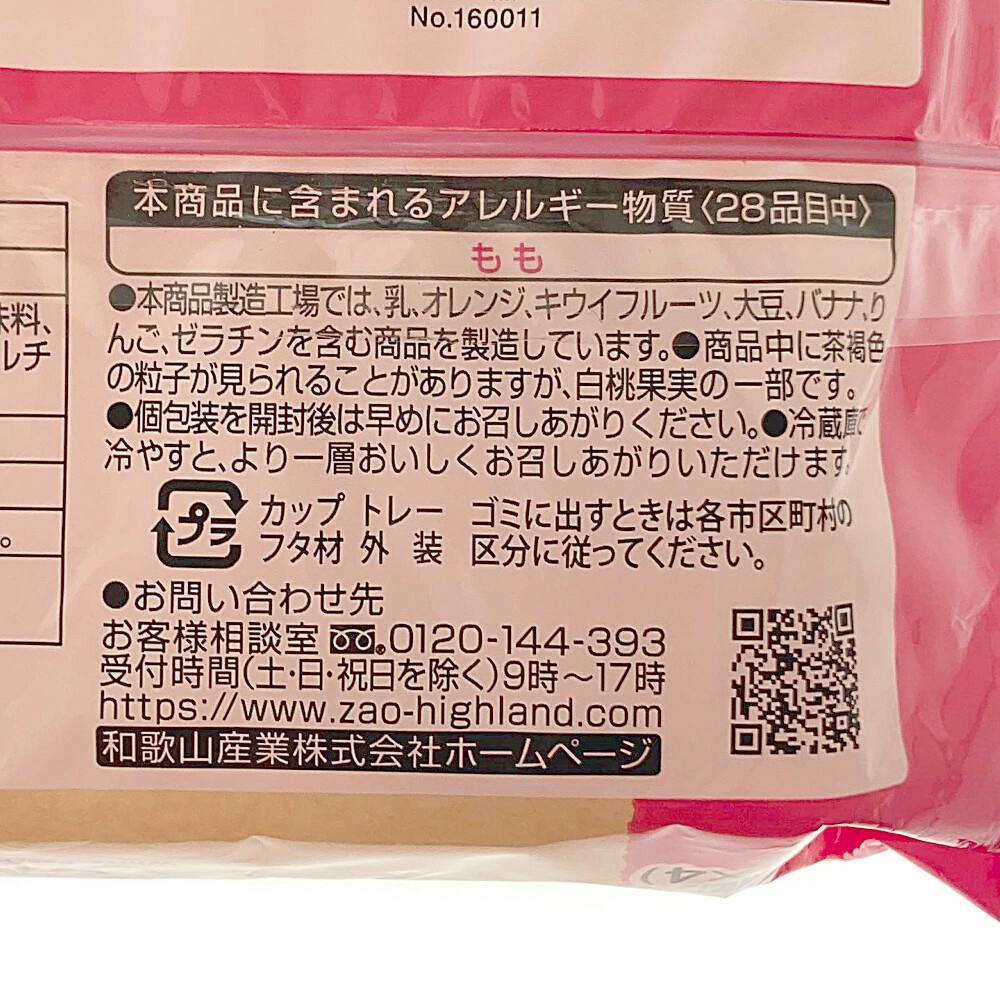 No.160011
本商品に含まれるアレルギー物質〈28品目中〉
もも
味料、
ルチ
。
●本商品製造工場では、乳、オレンジ、キウイフルーツ、大豆、バナナ、り
んご、ゼラチンを含む商品を製造しています。●商品中に茶褐色
の粒子が見られることがありますが、白桃果実の一部です。
●個包装を開封後は早めにお召しあがりください。●冷蔵庫で
冷やすと、より一層おいしくお召しあがりいただけます。
プラ
カップ トレー
フタ材 外 装
ゴミに出すときは各市区町村の
区分に従ってください。
●お問い合わせ先
お客様相談室 0120-144-393
受付時間(土・日・祝日を除く)9時～17時
https://www.zao-highland.com
和歌山産業株式会社ホームページ